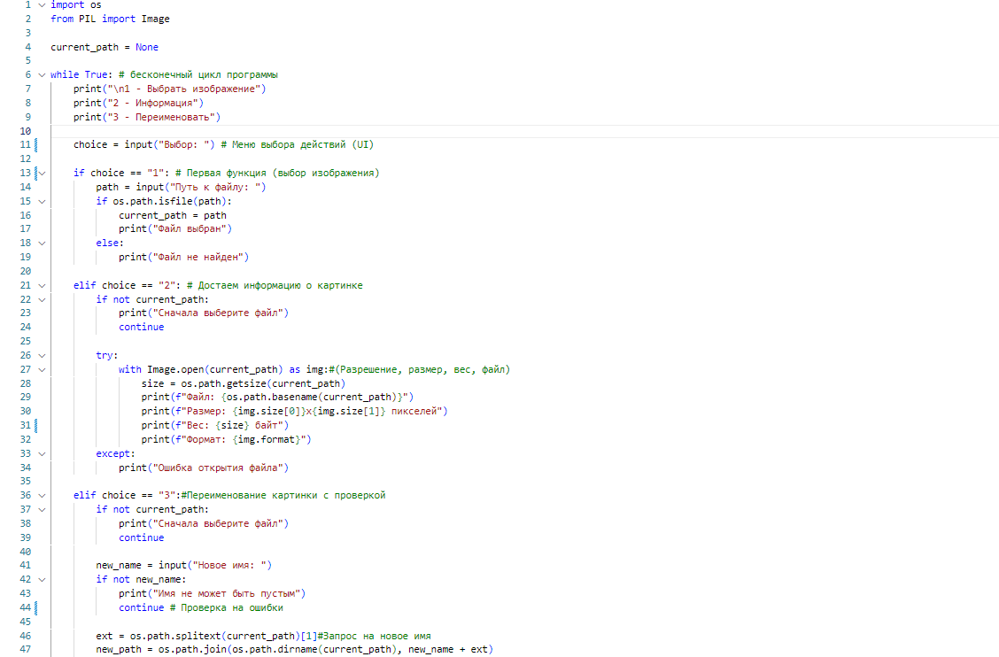 1 import os
2 from PIL import Image
3
4 current_path = None
5
6 while True: # бесконечный цикл программы
7     print("\n1 - Выбрать изображение")
8     print("2 - Информация")
9     print("3 - Переименовать")
10
11     choice = input("Выбор: ") # Меню выбора действий (UI)
12
13     if choice == "1": # Первая функция (выбор изображения)
14         path = input("Путь к файлу: ")
15         if os.path.isfile(path):
16             current_path = path
17             print("Файл выбран")
18         else:
19             print("Файл не найден")
20
21     elif choice == "2": # Достаем информацию о картинке
22         if not current_path:
23             print("Сначала выберите файл")
24             continue
25
26         try:
27             with Image.open(current_path) as img:#(Разрешение, размер, вес, файл)
28                 size = os.path.getsize(current_path)
29                 print(f"Файл: {os.path.basename(current_path)}")
30                 print(f"Размер: {img.size[0]}x{img.size[1]} пикселей")
31                 print(f"Вес: {size} байт")
32                 print(f"Формат: {img.format}")
33         except:
34             print("Ошибка открытия файла")
35
36     elif choice == "3":#Переименование картинки с проверкой
37         if not current_path:
38             print("Сначала выберите файл")
39             continue
40
41         new_name = input("Новое имя: ")
42         if not new_name:
43             print("Имя не может быть пустым")
44             continue # Проверка на ошибки
45
46         ext = os.path.splitext(current_path)[1]#Запрос на новое имя
47         new_path = os.path.join(os.path.dirname(current_path), new_name + ext)